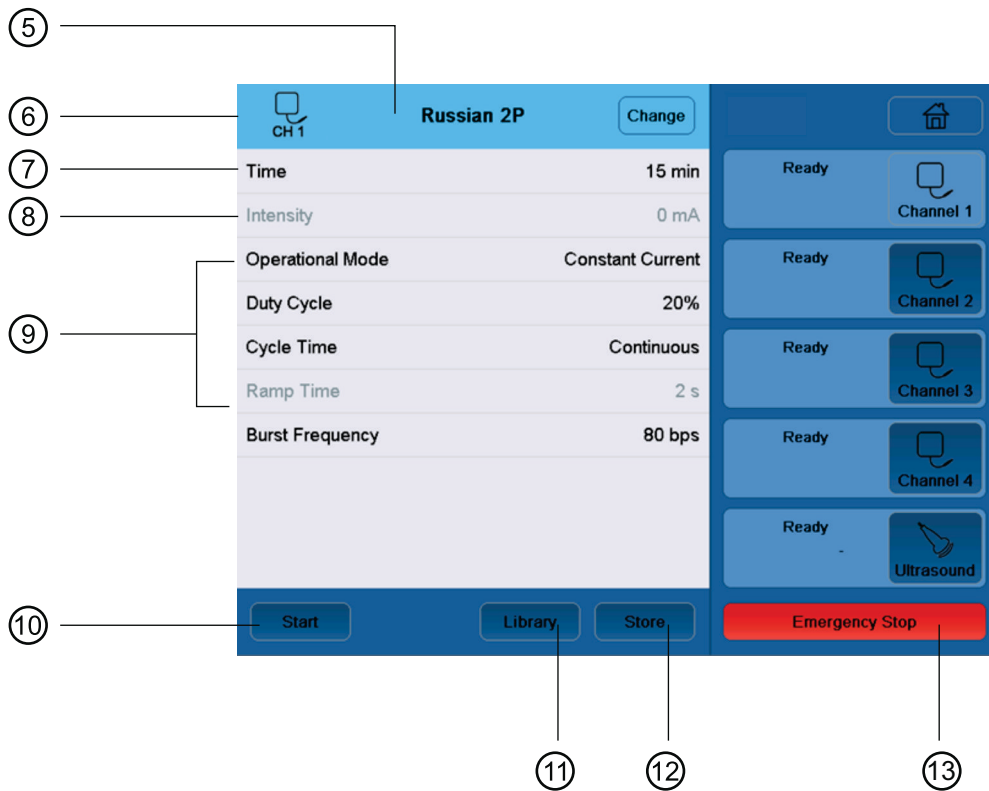 5
6
CH 1
Russian 2P
Change
7
Time 15 min
8
Intensity 0 mA
9
Operational Mode Constant Current
Duty Cycle 20%
Cycle Time Continuous
Ramp Time 2 s
Burst Frequency 80 bps
Ready
Channel 1
Ready
Channel 2
Ready
Channel 3
Ready
Channel 4
Ready
-
Ultrasound
10
Start
Library
Store
Emergency Stop
11
12
13